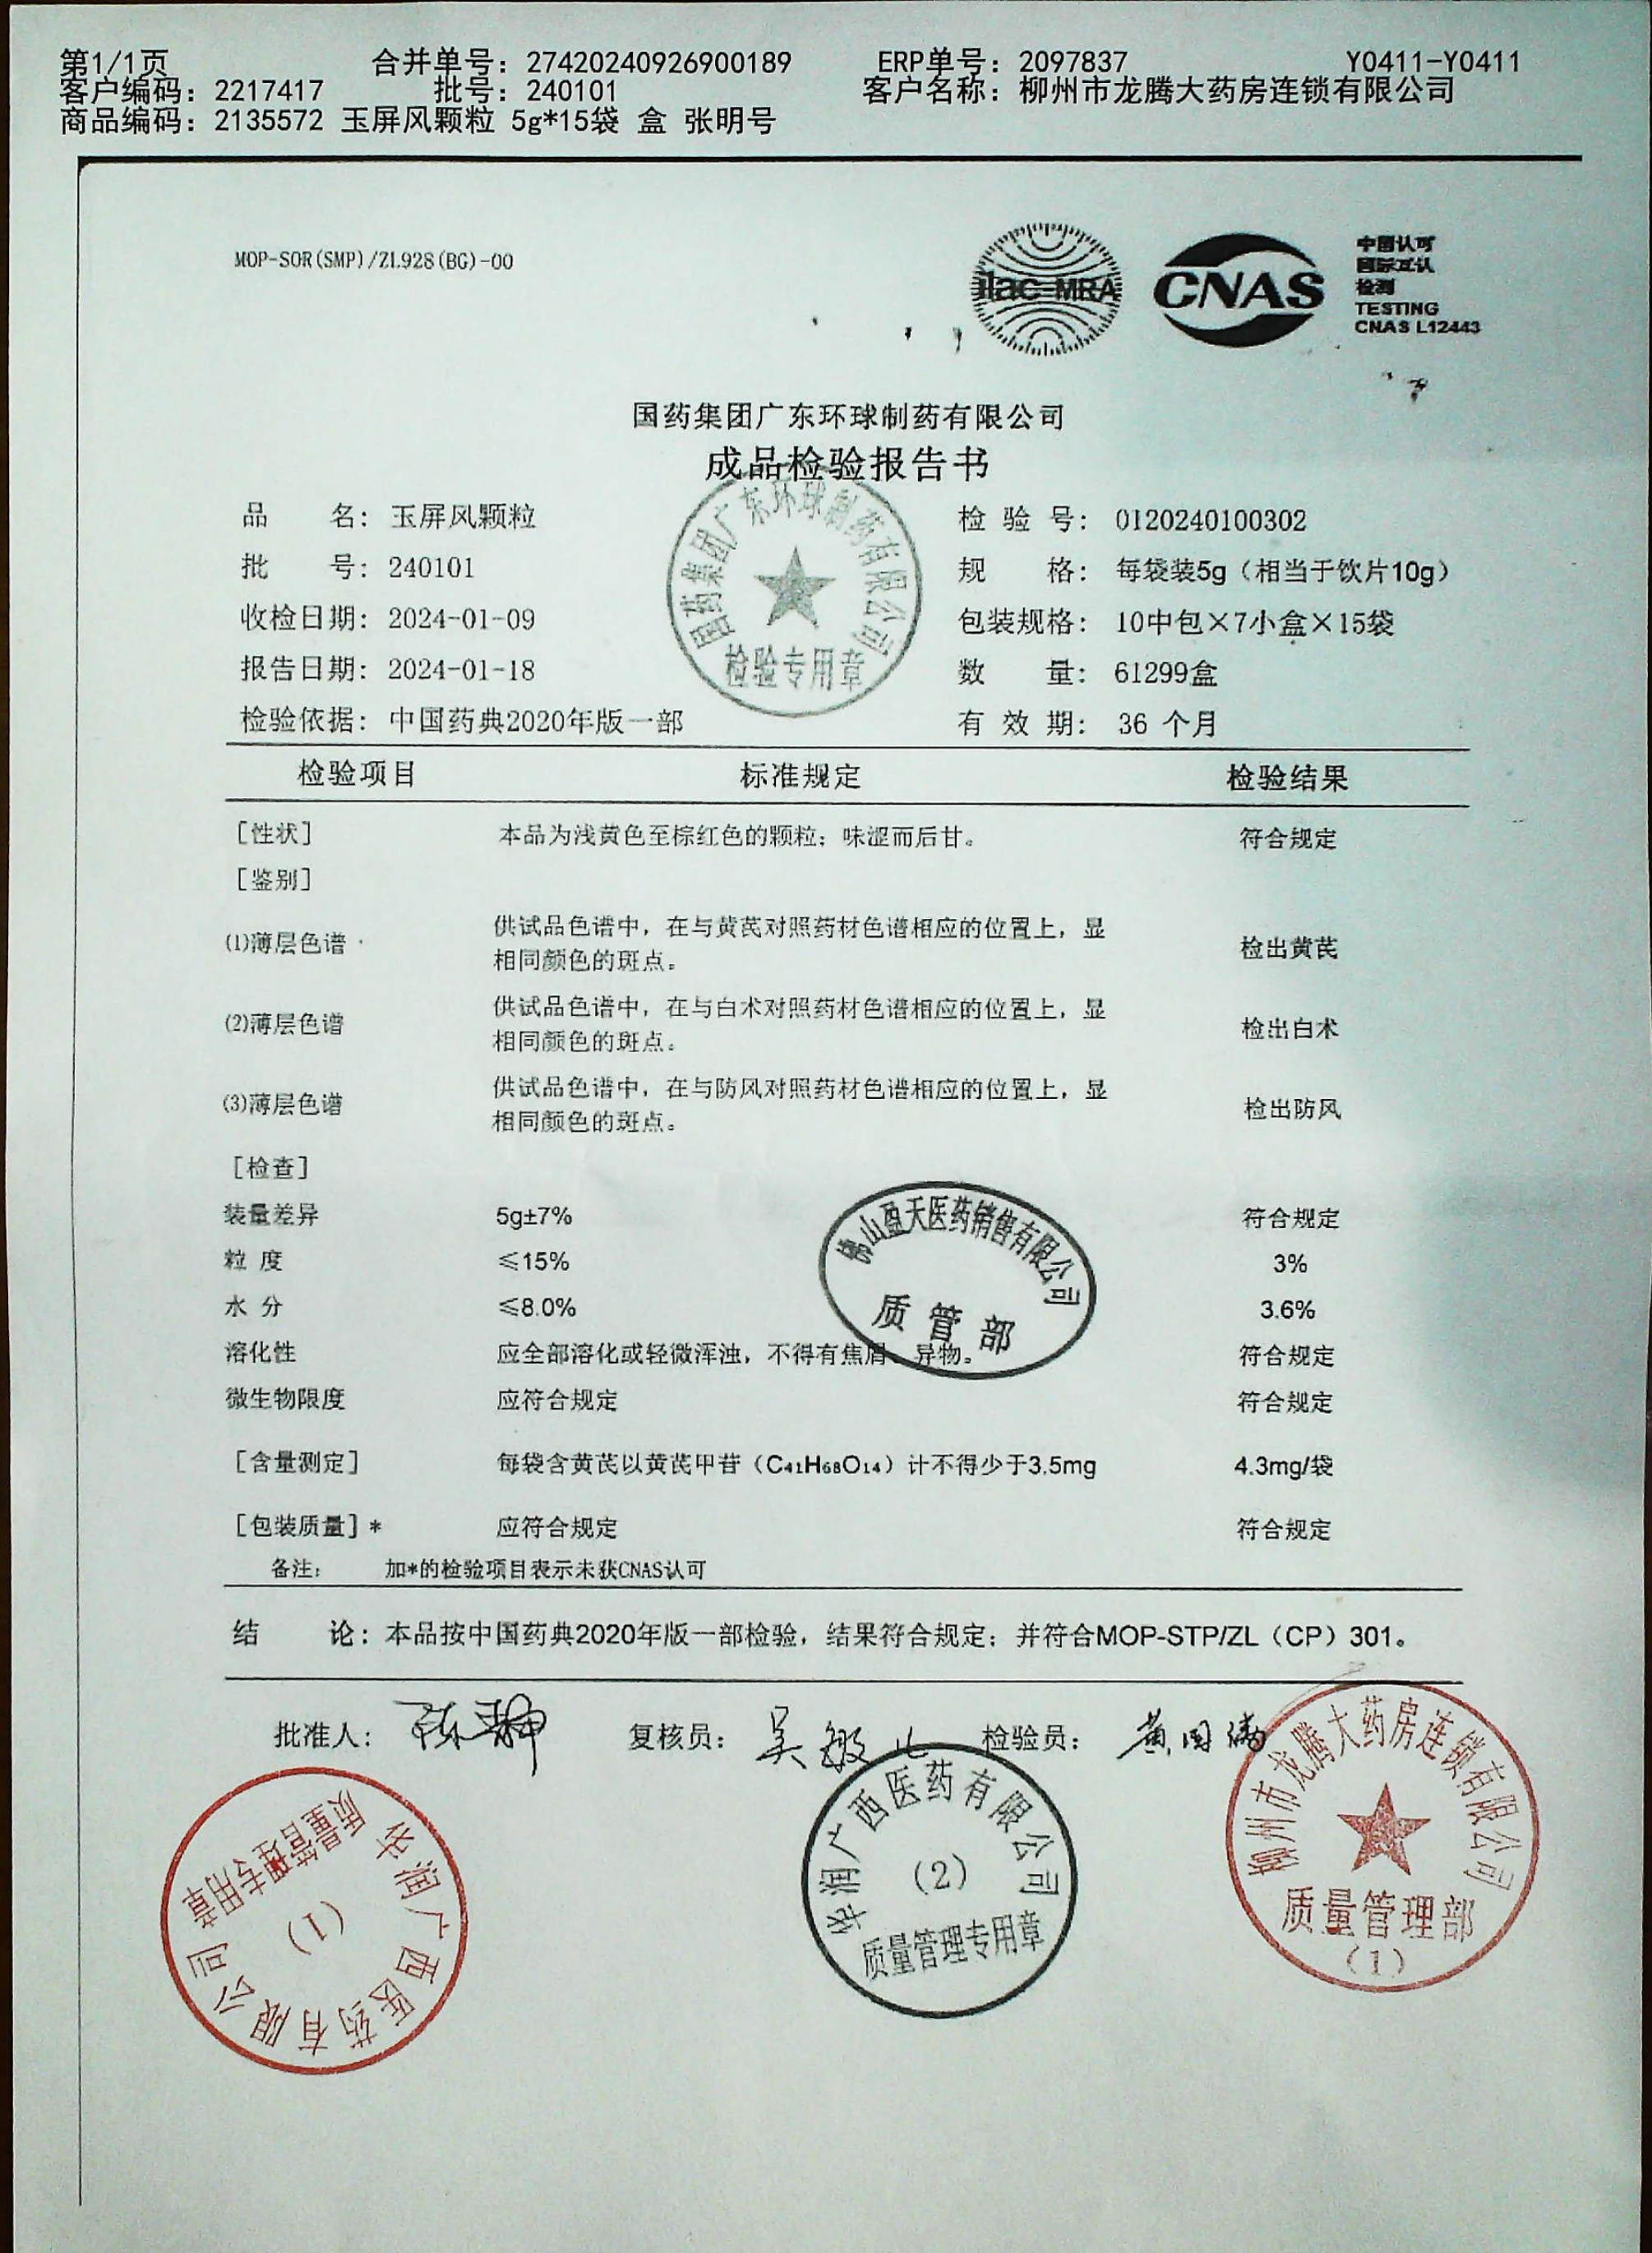 第1/1页 合并单号：27420240926900189 ERP单号：2097837 Y0411-Y0411
客户编码：2217417 批号：240101 客户名称：柳州市龙腾大药房连锁有限公司
商品编码：2135572 玉屏风颗粒 5g*15袋 盒 张明号
MOP-SOR(SMP)/ZL928(BG)-00
ilac-MRA
CNAS
中国认可
国际互认
检测
TESTING
CNAS L12443
国药集团广东环球制药有限公司
成品检验报告书
国药集团广东环球制药有限公司
检验专用章
品 名：玉屏风颗粒 检 验 号：0120240100302
批 号：240101 规 格：每袋装5g（相当于饮片10g）
收检日期：2024-01-09 包装规格：10中包×7小盒×15袋
报告日期：2024-01-18 数 量：61299盒
检验依据：中国药典2020年版一部 有 效 期：36 个月
检验项目 标准规定 检验结果
［性状］ 本品为浅黄色至棕红色的颗粒；味涩而后甘。 符合规定
［鉴别］
(1)薄层色谱 供试品色谱中，在与黄芪对照药材色谱相应的位置上，显 检出黄芪
相同颜色的斑点。
(2)薄层色谱 供试品色谱中，在与白术对照药材色谱相应的位置上，显 检出白术
相同颜色的斑点。
(3)薄层色谱 供试品色谱中，在与防风对照药材色谱相应的位置上，显 检出防风
相同颜色的斑点。
［检查］
装量差异 5g±7% 符合规定
粒 度 ≤15% 3%
水 分 ≤8.0% 3.6%
溶化性 应全部溶化或轻微浑浊，不得有焦屑、异物。 符合规定
微生物限度 应符合规定 符合规定
佛山盈天医药销售有限公司
质管部
［含量测定］ 每袋含黄芪以黄芪甲苷（C₄₁H₆₈O₁₄）计不得少于3.5mg 4.3mg/袋
［包装质量］* 应符合规定 符合规定
备注： 加*的检验项目表示未获CNAS认可
结 论：本品按中国药典2020年版一部检验，结果符合规定；并符合MOP-STP/ZL（CP）301。
批准人：陈静 复核员：吴敏 检验员：黄国满
华润广西医药有限公司
质量管理专用章
(1)
华润广西医药有限公司
(2)
质量管理专用章
柳州市龙腾大药房连锁有限公司
质量管理部
(1)